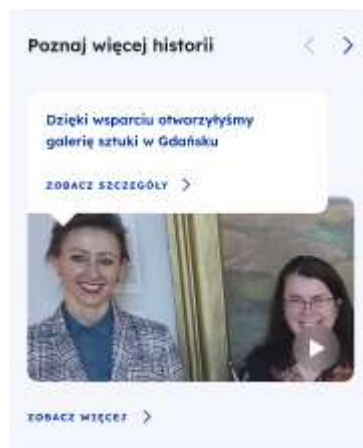 Poznaj więcej historii
Dzięki wsparciu otworzyłyśmy
galerię sztuki w Gdańsku
ZOBACZ SZCZEGÓŁY
ZOBACZ WIĘCEJ